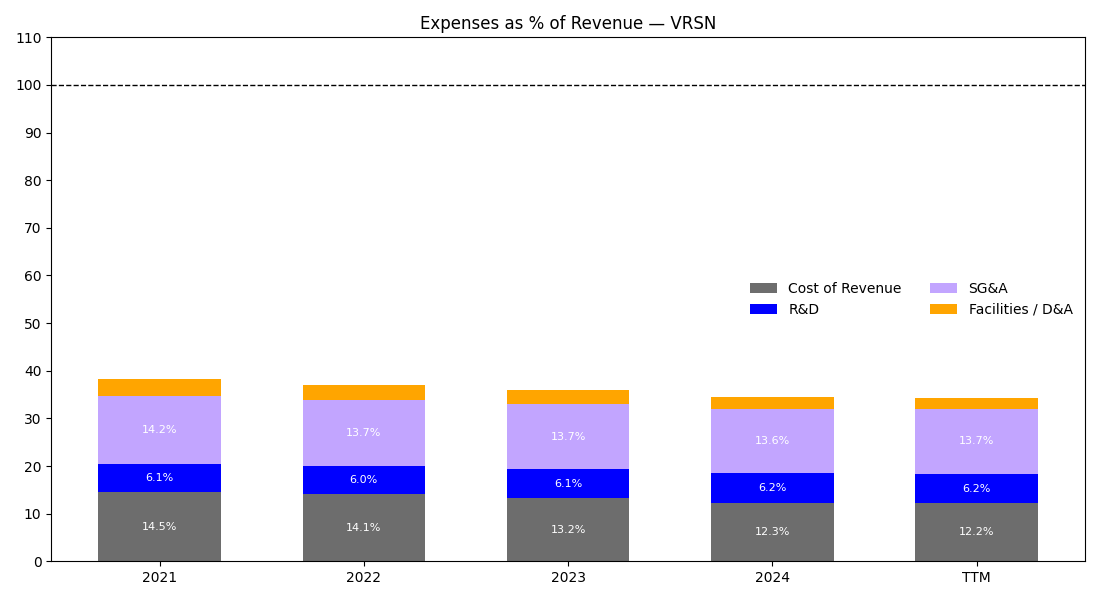 Expenses as % of Revenue — VRSN
110
100
90
80
70
60
50
40
30
20
10
0
Cost of Revenue
R&D
SG&A
Facilities / D&A
14.2% 13.7% 13.7% 13.6% 13.7%
6.1% 6.0% 6.1% 6.2% 6.2%
14.5% 14.1% 13.2% 12.3% 12.2%
2021 2022 2023 2024 TTM